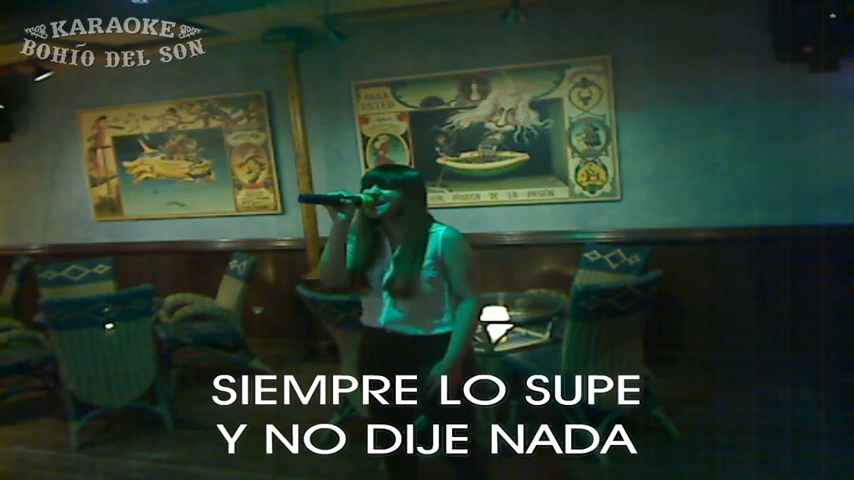 KARAOKE
BOHÍO DEL SON
SIEMPRE LO SUPE
Y NO DIJE NADA